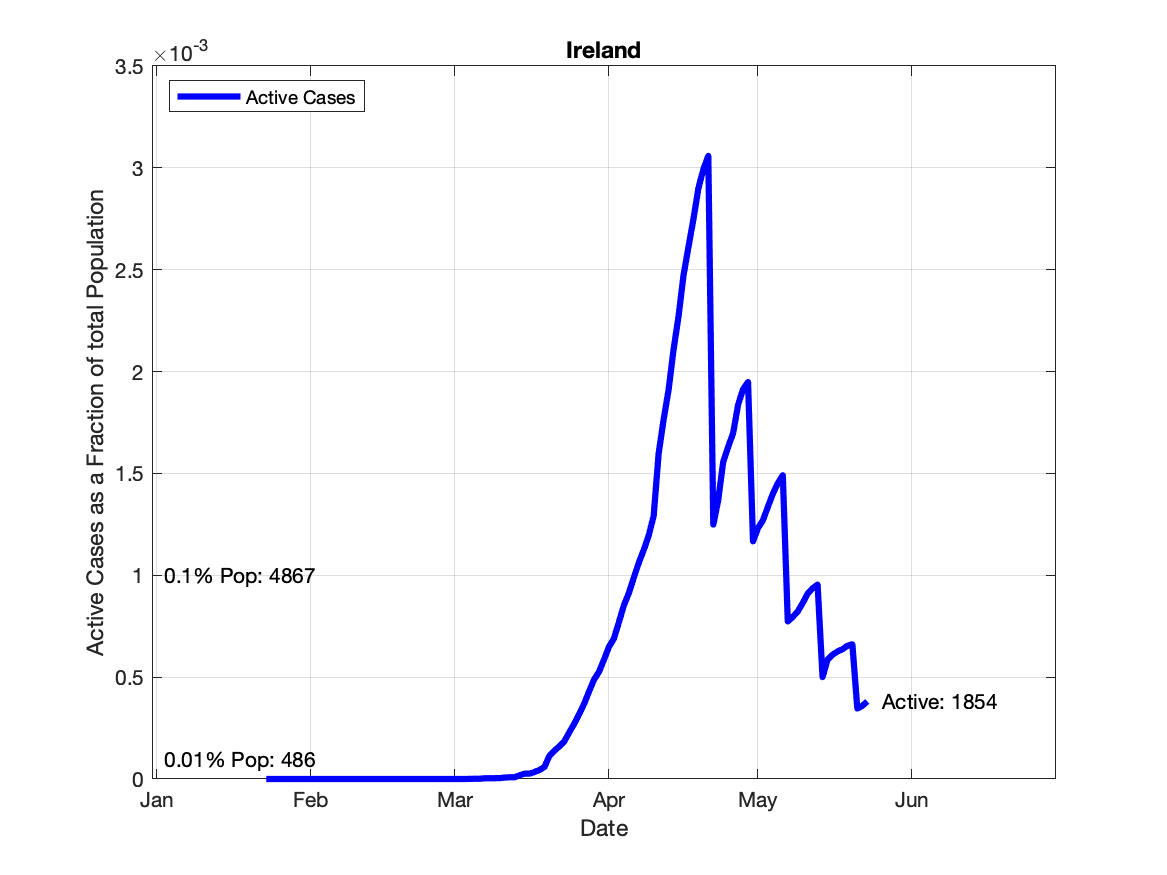 Ireland
×10-3
3.5
3
2.5
2
1.5
1
0.5
0
Active Cases as a Fraction of total Population
Active Cases
0.1% Pop: 4867
0.01% Pop: 486
Active: 1854
Jan Feb Mar Apr May Jun
Date